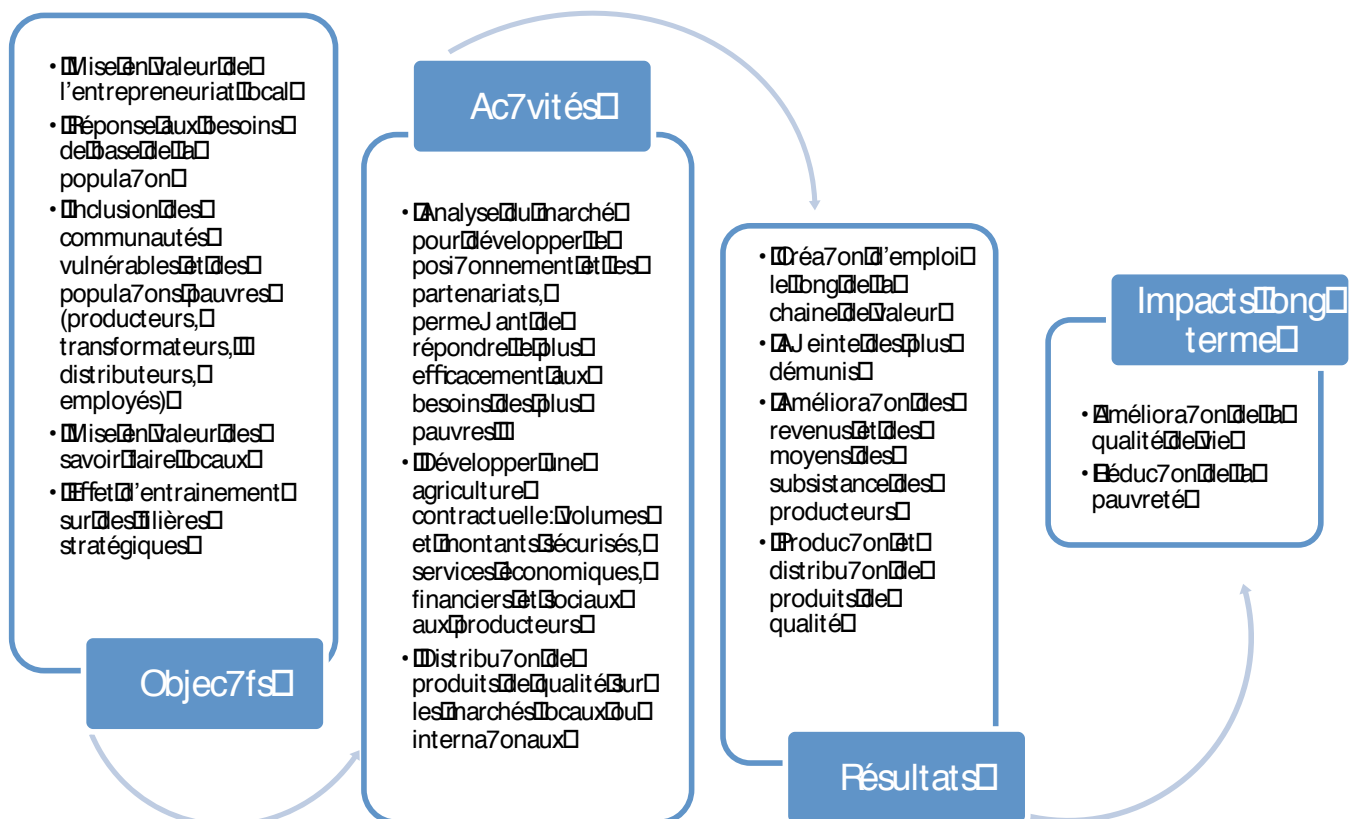 • Mise en valeur de
l'entrepreneuriat local
• Réponse aux besoins
de base de la
popula7on
• Inclusion des
communautés
vulnérables et des
popula7ons pauvres
(producteurs,
transformateurs,
distributeurs,
employés)
• Mise en valeur des
savoir faire locaux
• Effet d'entrainement
sur des filières
stratégiques
Objec7fs
Ac7vités
• Analyse du marché
pour développer le
posi7onnement et les
partenariats,
permeJant de
répondre le plus
efficacement aux
besoins des plus
pauvres
• Développer une
agriculture
contractuelle: volumes
et montants sécurisés,
services économiques,
financiers et sociaux
aux producteurs
• Distribu7on de
produits de qualité sur
les marchés locaux ou
interna7onaux
• Créa7on d'emploi
le long de la
chaine de valeur
• AJeinte des plus
démunis
• Améliora7on des
revenus et des
moyens des
subsistance des
producteurs
• Produc7on et
distribu7on de
produits de
qualité
Résultats
Impacts long
terme
• Améliora7on de la
qualité de vie
• Réduc7on de la
pauvreté